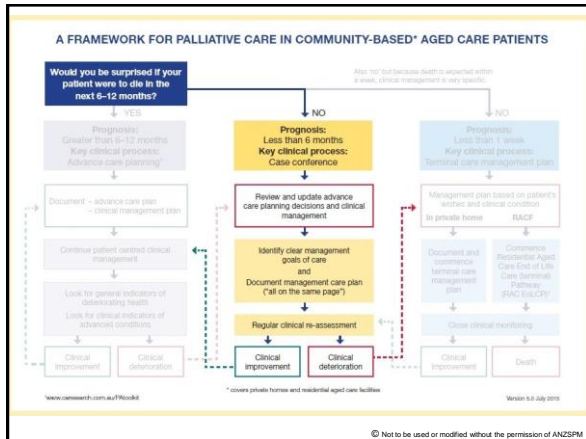 A FRAMEWORK FOR PALLIATIVE CARE IN COMMUNITY-BASED* AGED CARE PATIENTS
Would you be surprised if your
patient were to die in
the next 6–12 months?
Also 'no' but because death is expected within
a week, clinical management is very specific.
YES
NO
NO
Prognosis:
Greater than 6–12 months
Key clinical process:
Advance care planning¹
Document – advance care plan
– clinical management plan
Continue patient centred clinical
management
Look for general indicators of
deteriorating health
Look for clinical indicators of
advanced conditions
Clinical
improvement
Clinical
deterioration
Prognosis:
Less than 6 months
Key clinical process:
Case conference
Review and update advance
care planning decisions and clinical
management
Identify clear management
goals of care
and
Document management care plan
("all on the same page")
Regular clinical re-assessment
Clinical
improvement
Clinical
deterioration
Prognosis:
Less than 1 week
Key clinical process:
Terminal care management plan
Management plan based on patient's
wishes and clinical condition
In private home
RACF
Document and
commence
terminal care
management
plan
Commence
Residential Aged
Care End of Life
Care (terminal)
Pathway
(RAC EoLCP)¹
Close clinical monitoring
Clinical
improvement
Death
* covers private homes and residential aged care facilities
¹www.caresearch.com.au/PAtoolkit
July 2015
© Not to be used or modified without the permission of ANZSPM